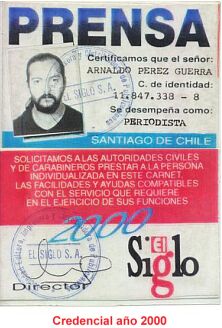 PRENSA
Certificamos que el señor:
ARNALDO PEREZ GUERRA
C. de identidad:
11.847.338 - 8
Se desempeña como:
PERIODISTA
EL SIGLO S.A.
SANTIAGO DE CHILE
SOLICITAMOS A LAS AUTORIDADES CIVILES
Y DE CARABINEROS PRESTAR A LA PERSONA
INDIVIDUALIZADA EN ESTE CARNET,
LAS FACILIDADES Y AYUDAS COMPATIBLES
CON EL SERVICIO QUE REQUIERE
EN EL EJERCICIO DE SUS FUNCIONES
2000
EL SIGLO S.A.
El
Siglo
Director
Credencial año 2000